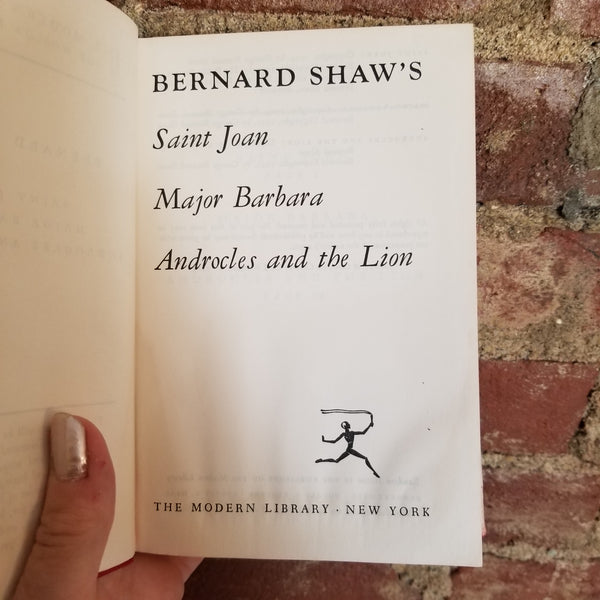 BERNARD SHAW'S
Saint Joan
Major Barbara
Androcles and the Lion
THE MODERN LIBRARY · NEW YORK